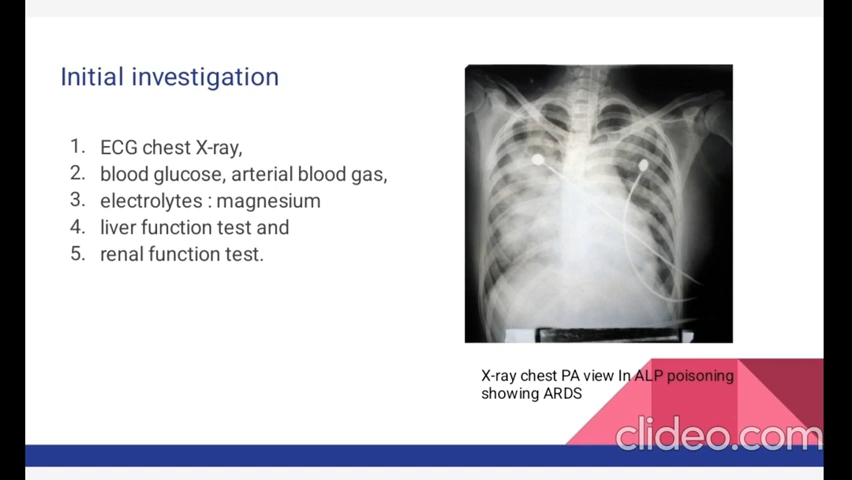 Initial investigation
1. ECG chest X-ray,
2. blood glucose, arterial blood gas,
3. electrolytes : magnesium
4. liver function test and
5. renal function test.
X-ray chest PA view In ALP poisoning
showing ARDS
clideo.com